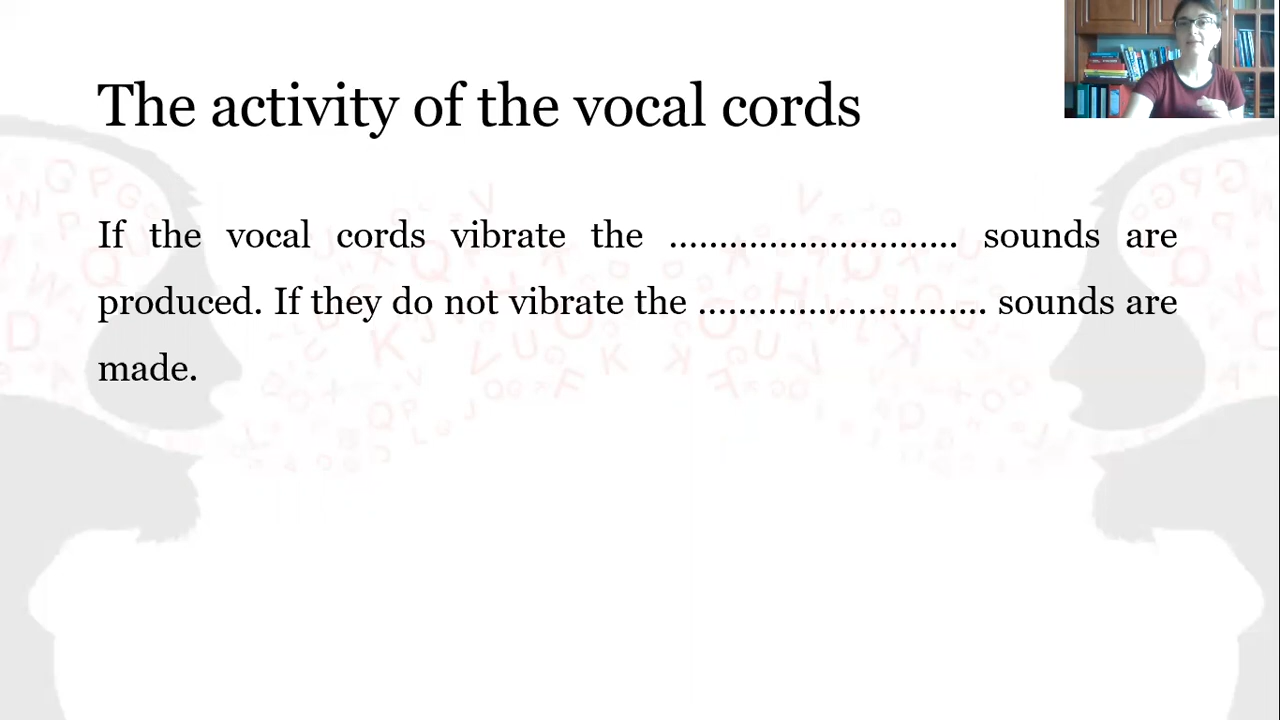 The activity of the vocal cords
If the vocal cords vibrate the ............................. sounds are
produced. If they do not vibrate the ............................. sounds are
made.